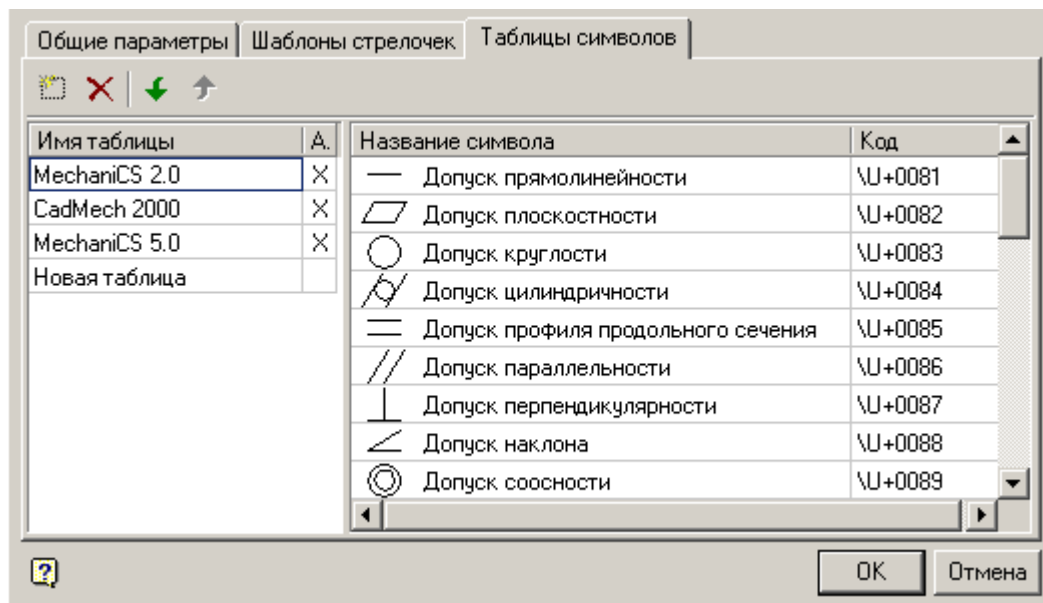 Общие параметры Шаблоны стрелочек Таблицы символов
Имя таблицы А. Название символа Код
MechaniCS 2.0 X Допуск прямолинейности \U+0081
CadMech 2000 X Допуск плоскостности \U+0082
MechaniCS 5.0 X Допуск круглости \U+0083
Новая таблица Допуск цилиндричности \U+0084
Допуск профиля продольного сечения \U+0085
Допуск параллельности \U+0086
Допуск перпендикулярности \U+0087
Допуск наклона \U+0088
Допуск соосности \U+0089
? OK Отмена